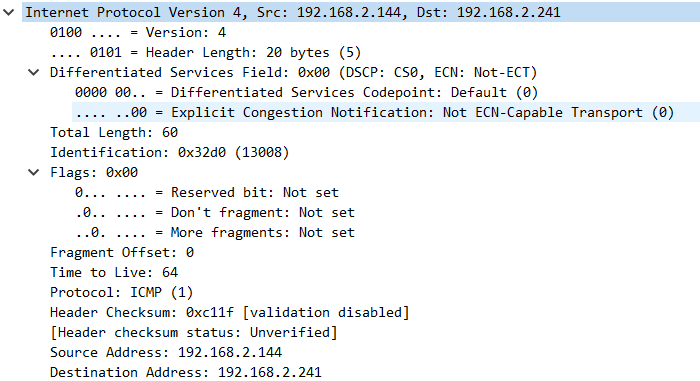 Internet Protocol Version 4, Src: 192.168.2.144, Dst: 192.168.2.241
0100 .... = Version: 4
.... 0101 = Header Length: 20 bytes (5)
Differentiated Services Field: 0x00 (DSCP: CS0, ECN: Not-ECT)
0000 00.. = Differentiated Services Codepoint: Default (0)
.... ..00 = Explicit Congestion Notification: Not ECN-Capable Transport (0)
Total Length: 60
Identification: 0x32d0 (13008)
Flags: 0x00
0... .... = Reserved bit: Not set
.0.. .... = Don't fragment: Not set
..0. .... = More fragments: Not set
Fragment Offset: 0
Time to Live: 64
Protocol: ICMP (1)
Header Checksum: 0xc11f [validation disabled]
[Header checksum status: Unverified]
Source Address: 192.168.2.144
Destination Address: 192.168.2.241